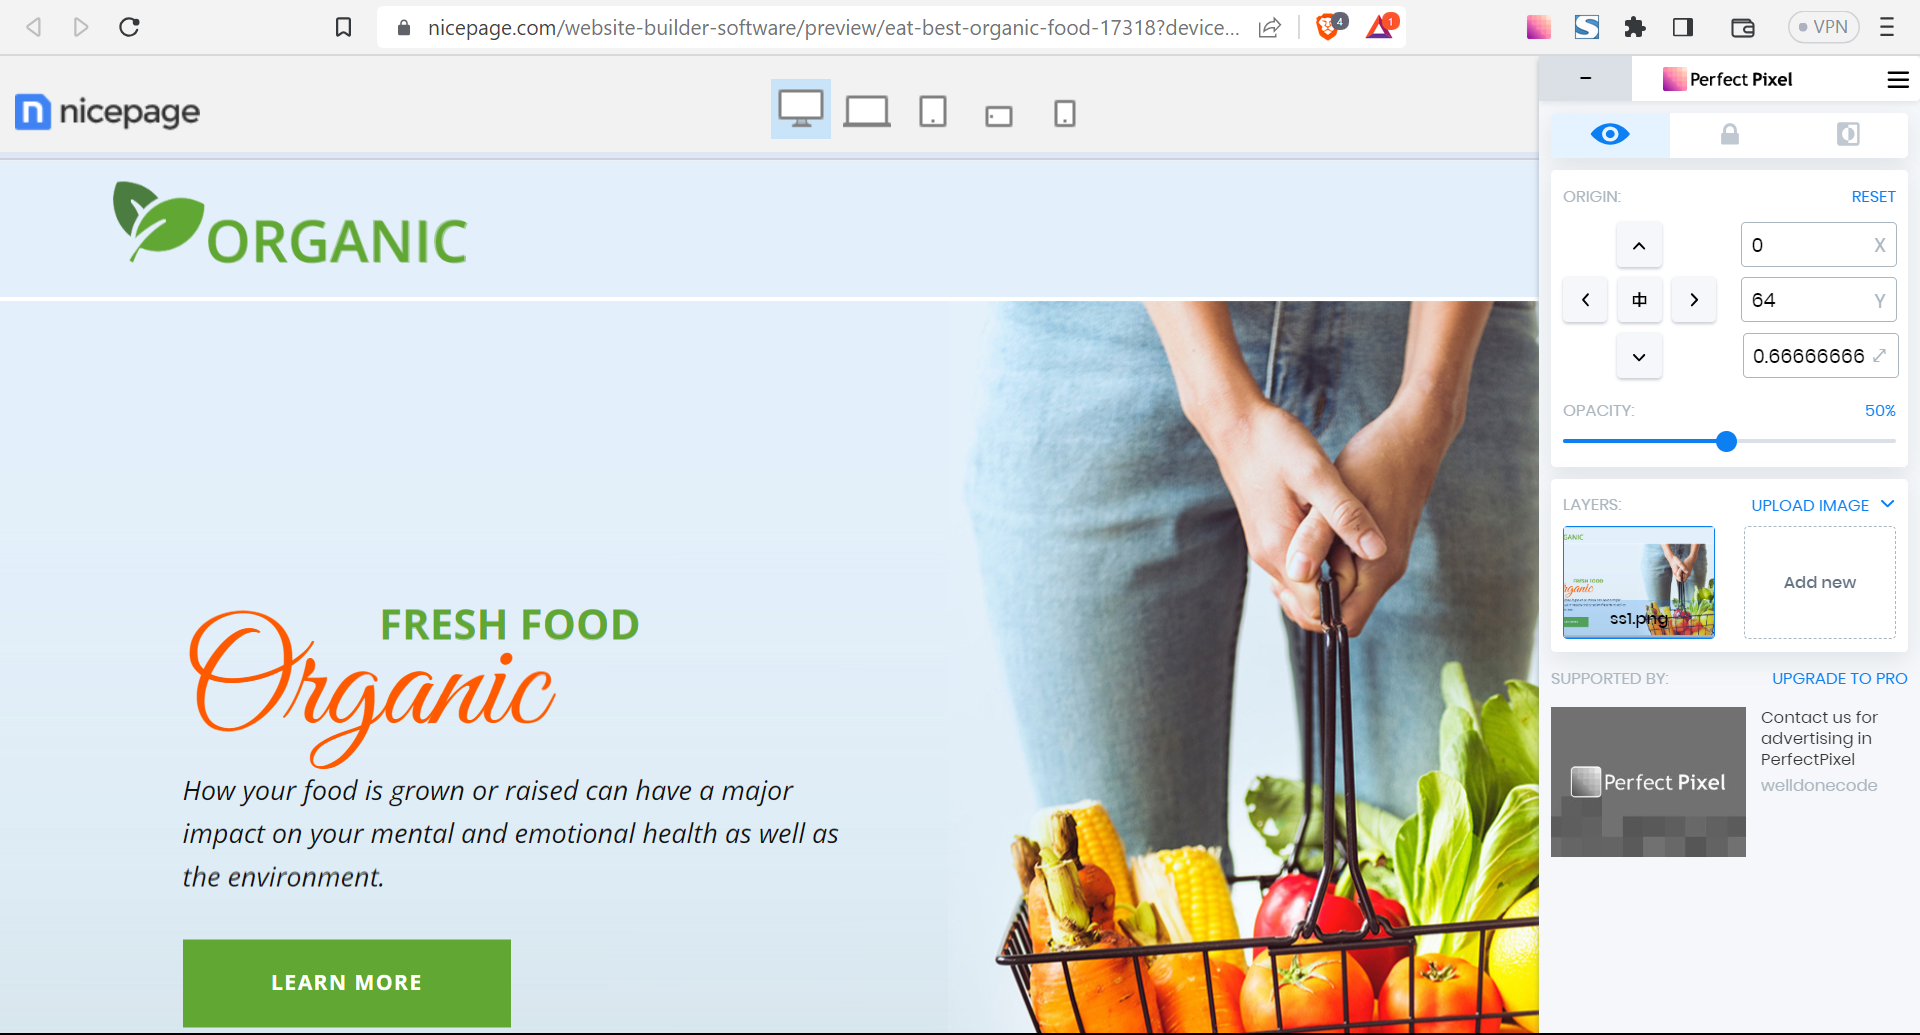 nicepage.com/website-builder-software/preview/eat-best-organic-food-17318?device...
4
1
VPN
nicepage
Perfect Pixel
ORIGIN:
RESET
0 X
64 Y
0.66666666
OPACITY:
50%
LAYERS:
UPLOAD IMAGE
ss1.png
Add new
SUPPORTED BY:
UPGRADE TO PRO
Perfect Pixel
Contact us for
advertising in
PerfectPixel
welldonecode
ORGANIC
FRESH FOOD
Organic
How your food is grown or raised can have a major
impact on your mental and emotional health as well as
the environment.
LEARN MORE